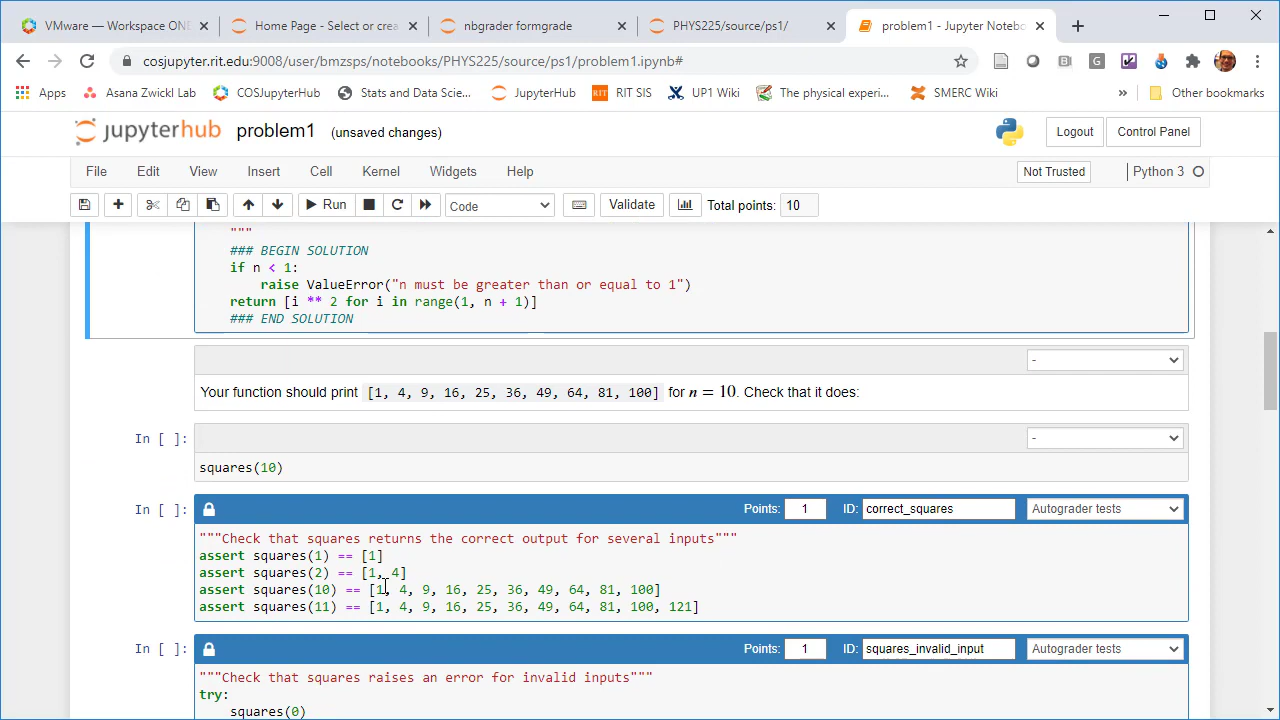 VMware — Workspace ONE
Home Page - Select or crea
nbgrader formgrade
PHYS225/source/ps1/
problem1 - Jupyter Noteboo
cosjupyter.rit.edu:9008/user/bmzsps/notebooks/PHYS225/source/ps1/problem1.ipynb#
Apps
Asana Zwickl Lab
COSJupyterHub
Stats and Data Scie...
JupyterHub
RIT RIT SIS
UP1 Wiki
The physical experi...
SMERC Wiki
»
Other bookmarks
jupyterhub problem1 (unsaved changes)
Logout
Control Panel
File Edit View Insert Cell Kernel Widgets Help
Not Trusted
Python 3
Run
Code
Validate
Total points: 10
"""
### BEGIN SOLUTION
if n < 1:
raise ValueError("n must be greater than or equal to 1")
return [i ** 2 for i in range(1, n + 1)]
### END SOLUTION
-
Your function should print [1, 4, 9, 16, 25, 36, 49, 64, 81, 100] for n = 10. Check that it does:
In [ ]:
-
squares(10)
In [ ]:
Points: 1 ID: correct_squares Autograder tests
"""Check that squares returns the correct output for several inputs"""
assert squares(1) == [1]
assert squares(2) == [1, 4]
assert squares(10) == [1, 4, 9, 16, 25, 36, 49, 64, 81, 100]
assert squares(11) == [1, 4, 9, 16, 25, 36, 49, 64, 81, 100, 121]
In [ ]:
Points: 1 ID: squares_invalid_input Autograder tests
"""Check that squares raises an error for invalid inputs"""
try:
squares(0)